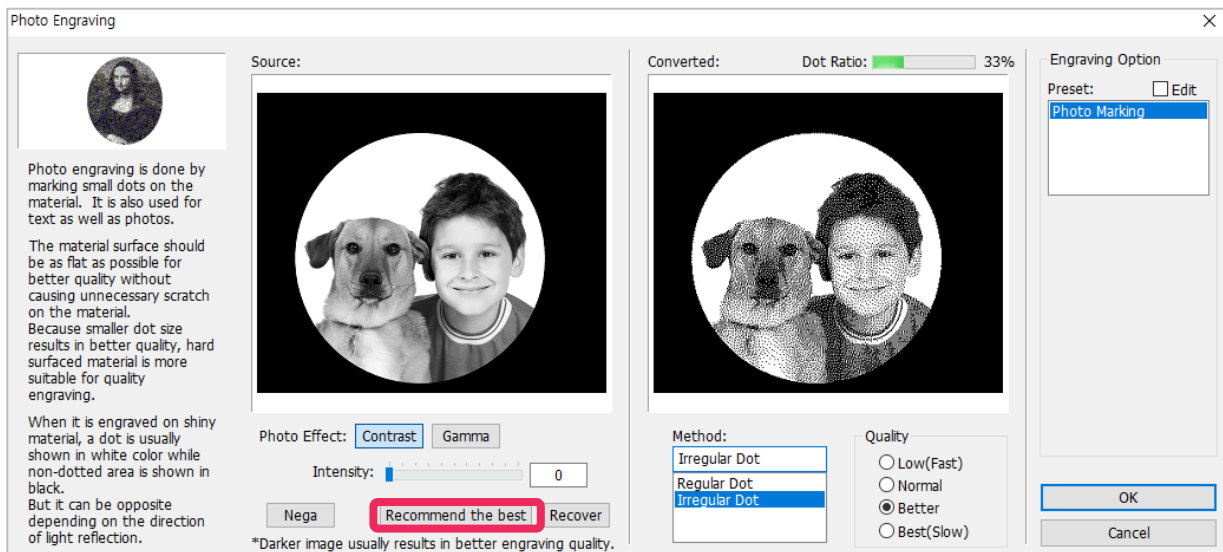 Photo Engraving
Photo engraving is done by
marking small dots on the
material.  It is also used for
text as well as photos.
The material surface should
be as flat as possible for
better quality without
causing unnecessary scratch
on the material.
Because smaller dot size
results in better quality, hard
surfaced material is more
suitable for quality
engraving.
When it is engraved on shiny
material, a dot is usually
shown in white color while
non-dotted area is shown in
black.
But it can be opposite
depending on the direction
of light reflection.
Source:
Photo Effect: Contrast Gamma
Intensity: 0
Nega Recommend the best Recover
*Darker image usually results in better engraving quality.
Converted: Dot Ratio: 33%
Method:
Irregular Dot
Regular Dot
Irregular Dot
Quality
Low(Fast)
Normal
Better
Best(Slow)
Engraving Option
Preset: Edit
Photo Marking
OK
Cancel